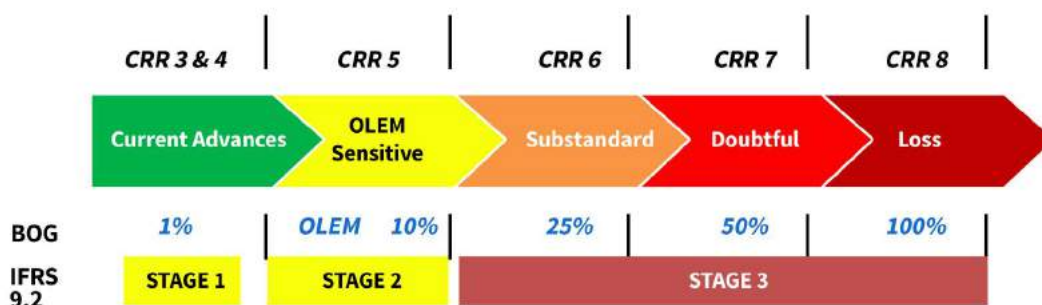 CRR 3 & 4 CRR 5 CRR 6 CRR 7 CRR 8
Current Advances OLEM Sensitive Substandard Doubtful Loss
BOG 1% OLEM 10% 25% 50% 100%
IFRS 9.2 STAGE 1 STAGE 2 STAGE 3